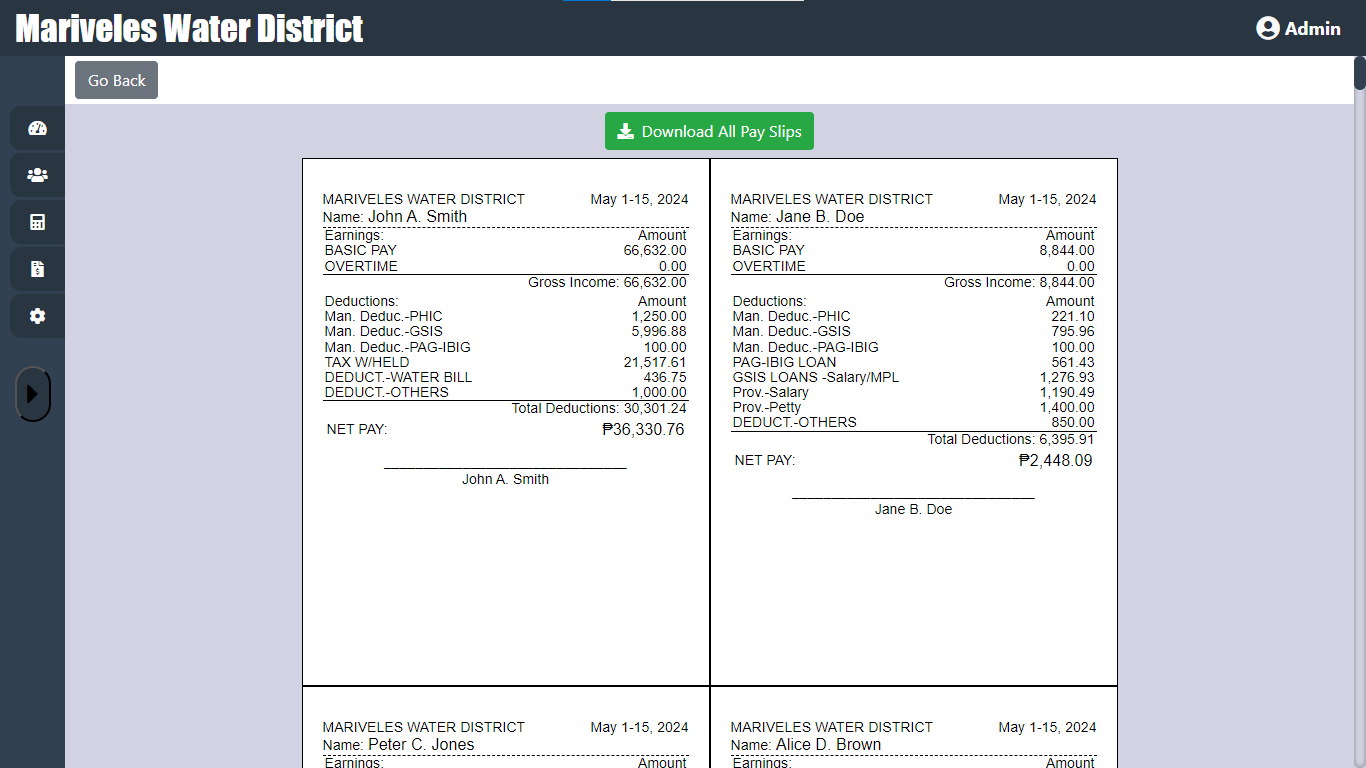 Mariveles Water District
Admin
Go Back
Download All Pay Slips
MARIVELES WATER DISTRICT May 1-15, 2024
Name: John A. Smith
Earnings: Amount
BASIC PAY 66,632.00
OVERTIME 0.00
Gross Income: 66,632.00
Deductions: Amount
Man. Deduc.-PHIC 1,250.00
Man. Deduc.-GSIS 5,996.88
Man. Deduc.-PAG-IBIG 100.00
TAX W/HELD 21,517.61
DEDUCT.-WATER BILL 436.75
DEDUCT.-OTHERS 1,000.00
Total Deductions: 30,301.24
NET PAY: ₱36,330.76
John A. Smith
MARIVELES WATER DISTRICT May 1-15, 2024
Name: Jane B. Doe
Earnings: Amount
BASIC PAY 8,844.00
OVERTIME 0.00
Gross Income: 8,844.00
Deductions: Amount
Man. Deduc.-PHIC 221.10
Man. Deduc.-GSIS 795.96
Man. Deduc.-PAG-IBIG 100.00
PAG-IBIG LOAN 561.43
GSIS LOANS -Salary/MPL 1,276.93
Prov.-Salary 1,190.49
Prov.-Petty 1,400.00
DEDUCT.-OTHERS 850.00
Total Deductions: 6,395.91
NET PAY: ₱2,448.09
Jane B. Doe
MARIVELES WATER DISTRICT May 1-15, 2024
Name: Peter C. Jones
Earnings: Amount
MARIVELES WATER DISTRICT May 1-15, 2024
Name: Alice D. Brown
Earnings: Amount